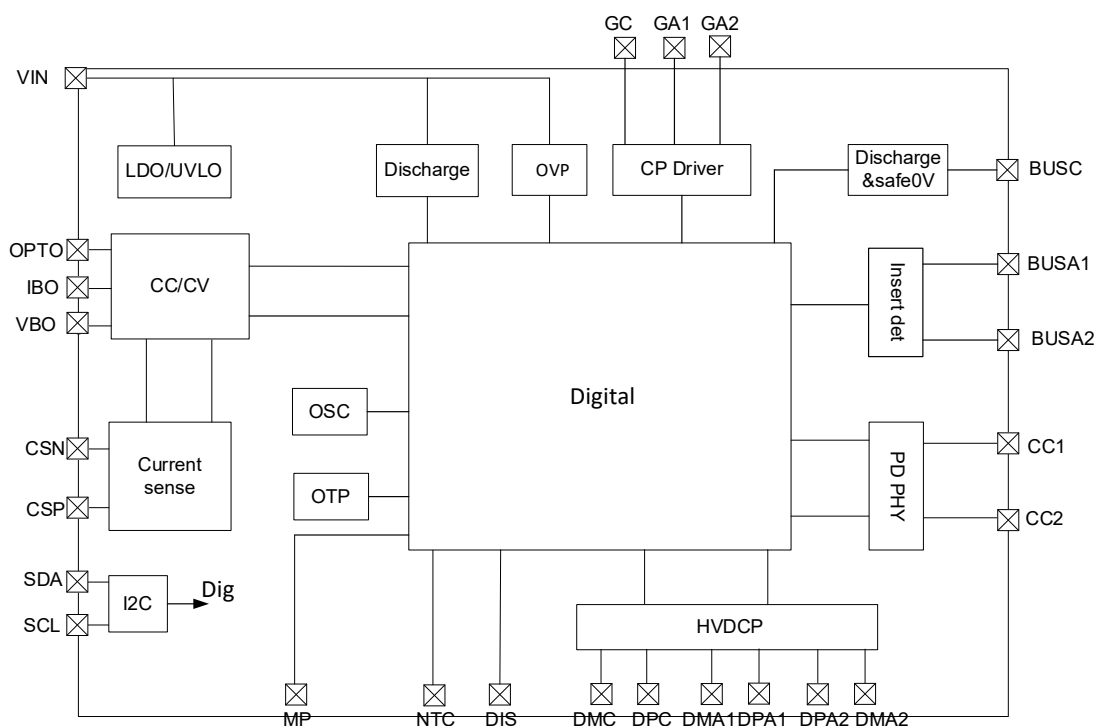 GC GA1 GA2
VIN
LDO/UVLO
Discharge
OVP
CP Driver
Discharge
&safe0V
BUSC
OPTO
IBO
VBO
CC/CV
Insert det
BUSA1
BUSA2
Digital
OSC
OTP
CSN
CSP
Current
sense
PD PHY
CC1
CC2
SDA
SCL
I2C
Dig
HVDCP
MP NTC DIS DMC DPC DMA1 DPA1 DPA2 DMA2